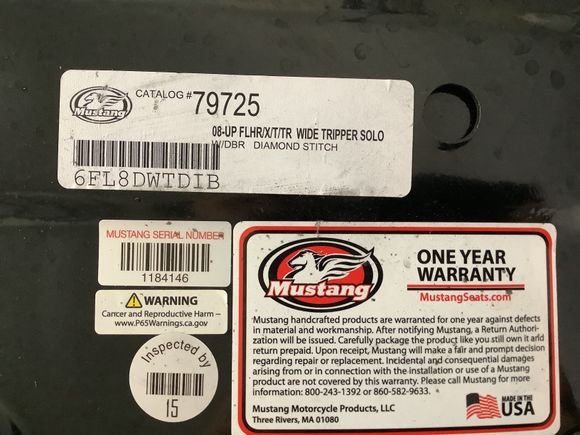 Mustang
CATALOG # 79725
08-UP FLHR/X/T/TR WIDE TRIPPER SOLO
W/DBR DIAMOND STITCH
6FL8DWTDIB
MUSTANG SERIAL NUMBER
1184146
WARNING
Cancer and Reproductive Harm –
www.P65Warnings.ca.gov
Inspected by
15
Mustang
ONE YEAR
WARRANTY
MustangSeats.com
Mustang handcrafted products are warranted for one year against defects
in material and workmanship. After notifying Mustang, a Return Authori-
zation will be issued. Carefully package the product like you still own it and
return prepaid. Upon receipt, Mustang will make a fair and prompt decision
regarding repair or replacement. Incidental and consequential damages
arising from or in connection with the installation or use of a Mustang
product are not covered by this warranty. Please call Mustang for more
information: 800-243-1392 or 860-582-9633.
Mustang Motorcycle Products, LLC
Three Rivers, MA 01080
MADE IN THE
USA